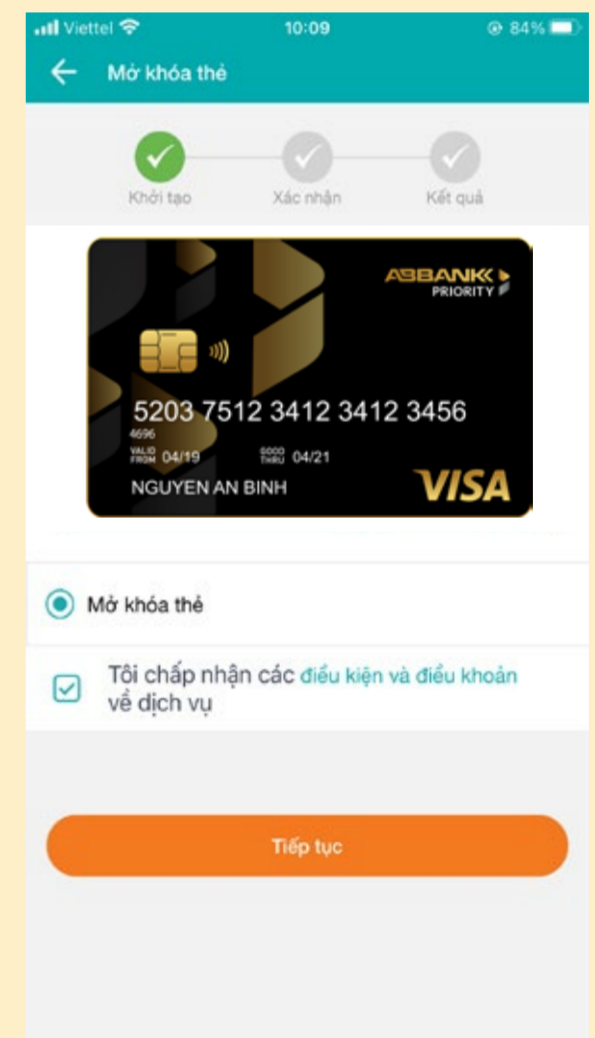 Viettel 10:09 84%
Mở khóa thẻ
Khởi tạo Xác nhận Kết quả
ABBANK
PRIORITY
5203 7512 3412 3412 3456
4696
VALID FROM 04/19 GOOD THRU 04/21
NGUYEN AN BINH VISA
Mở khóa thẻ
Tôi chấp nhận các điều kiện và điều khoản
về dịch vụ
Tiếp tục